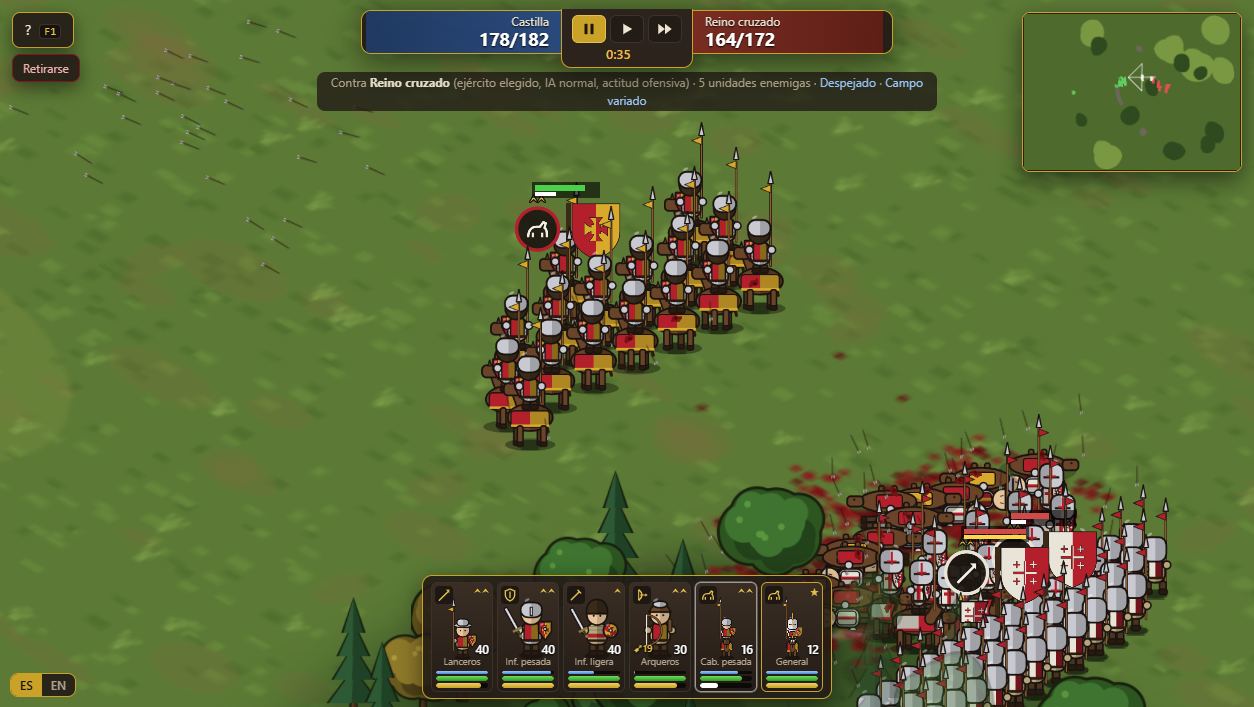 ? F1
Retirarse
Castilla
178/182
0:35
Reino cruzado
164/172
Contra Reino cruzado (ejército elegido, IA normal, actitud ofensiva) · 5 unidades enemigas · Despejado · Campo
variado
40
Lanceros
40
Inf. pesada
40
Inf. ligera
19
30
Arqueros
16
Cab. pesada
12
General
ES EN